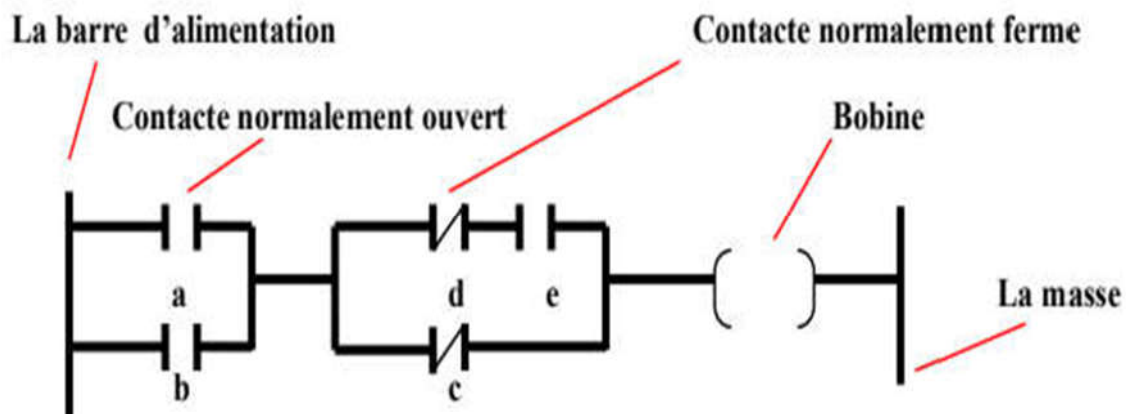 La barre d'alimentation
Contacte normalement ferme
Contacte normalement ouvert
Bobine
a
d
e
La masse
b
c